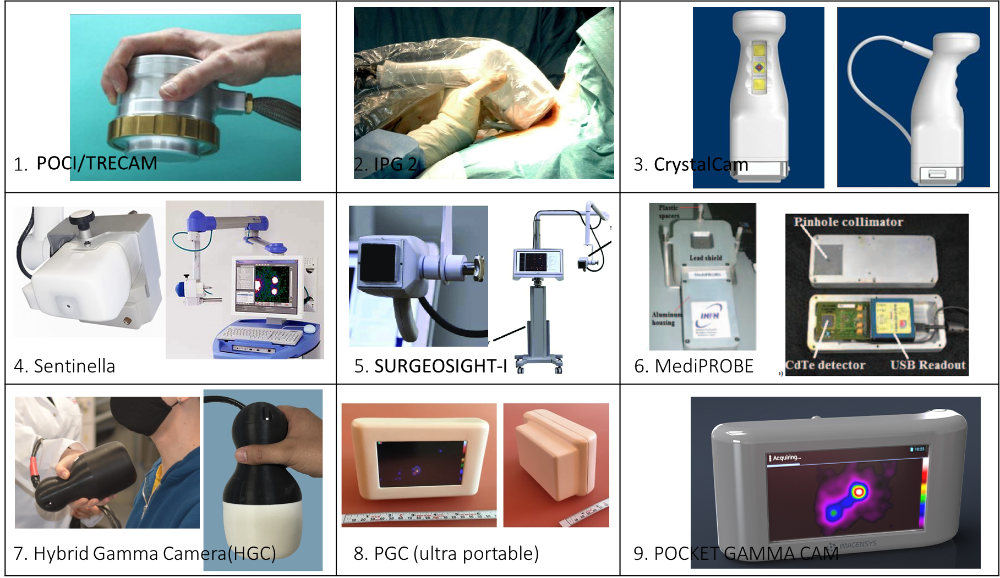 1. POCI/TRECAM
2. IPG 2
3. CrystalCam
4. Sentinella
5. SURGEOSIGHT-I
Plastic
spacers
Lead shield
MediPROBE
Aluminum
housing
INFN
Pinhole collimator
CdTe detector
USB Readout
6. MediPROBE
7. Hybrid Gamma Camera(HGC)
8. PGC (ultra portable)
Acquiring...
10:23
IMAGENSYS
9. POCKET GAMMA CAM